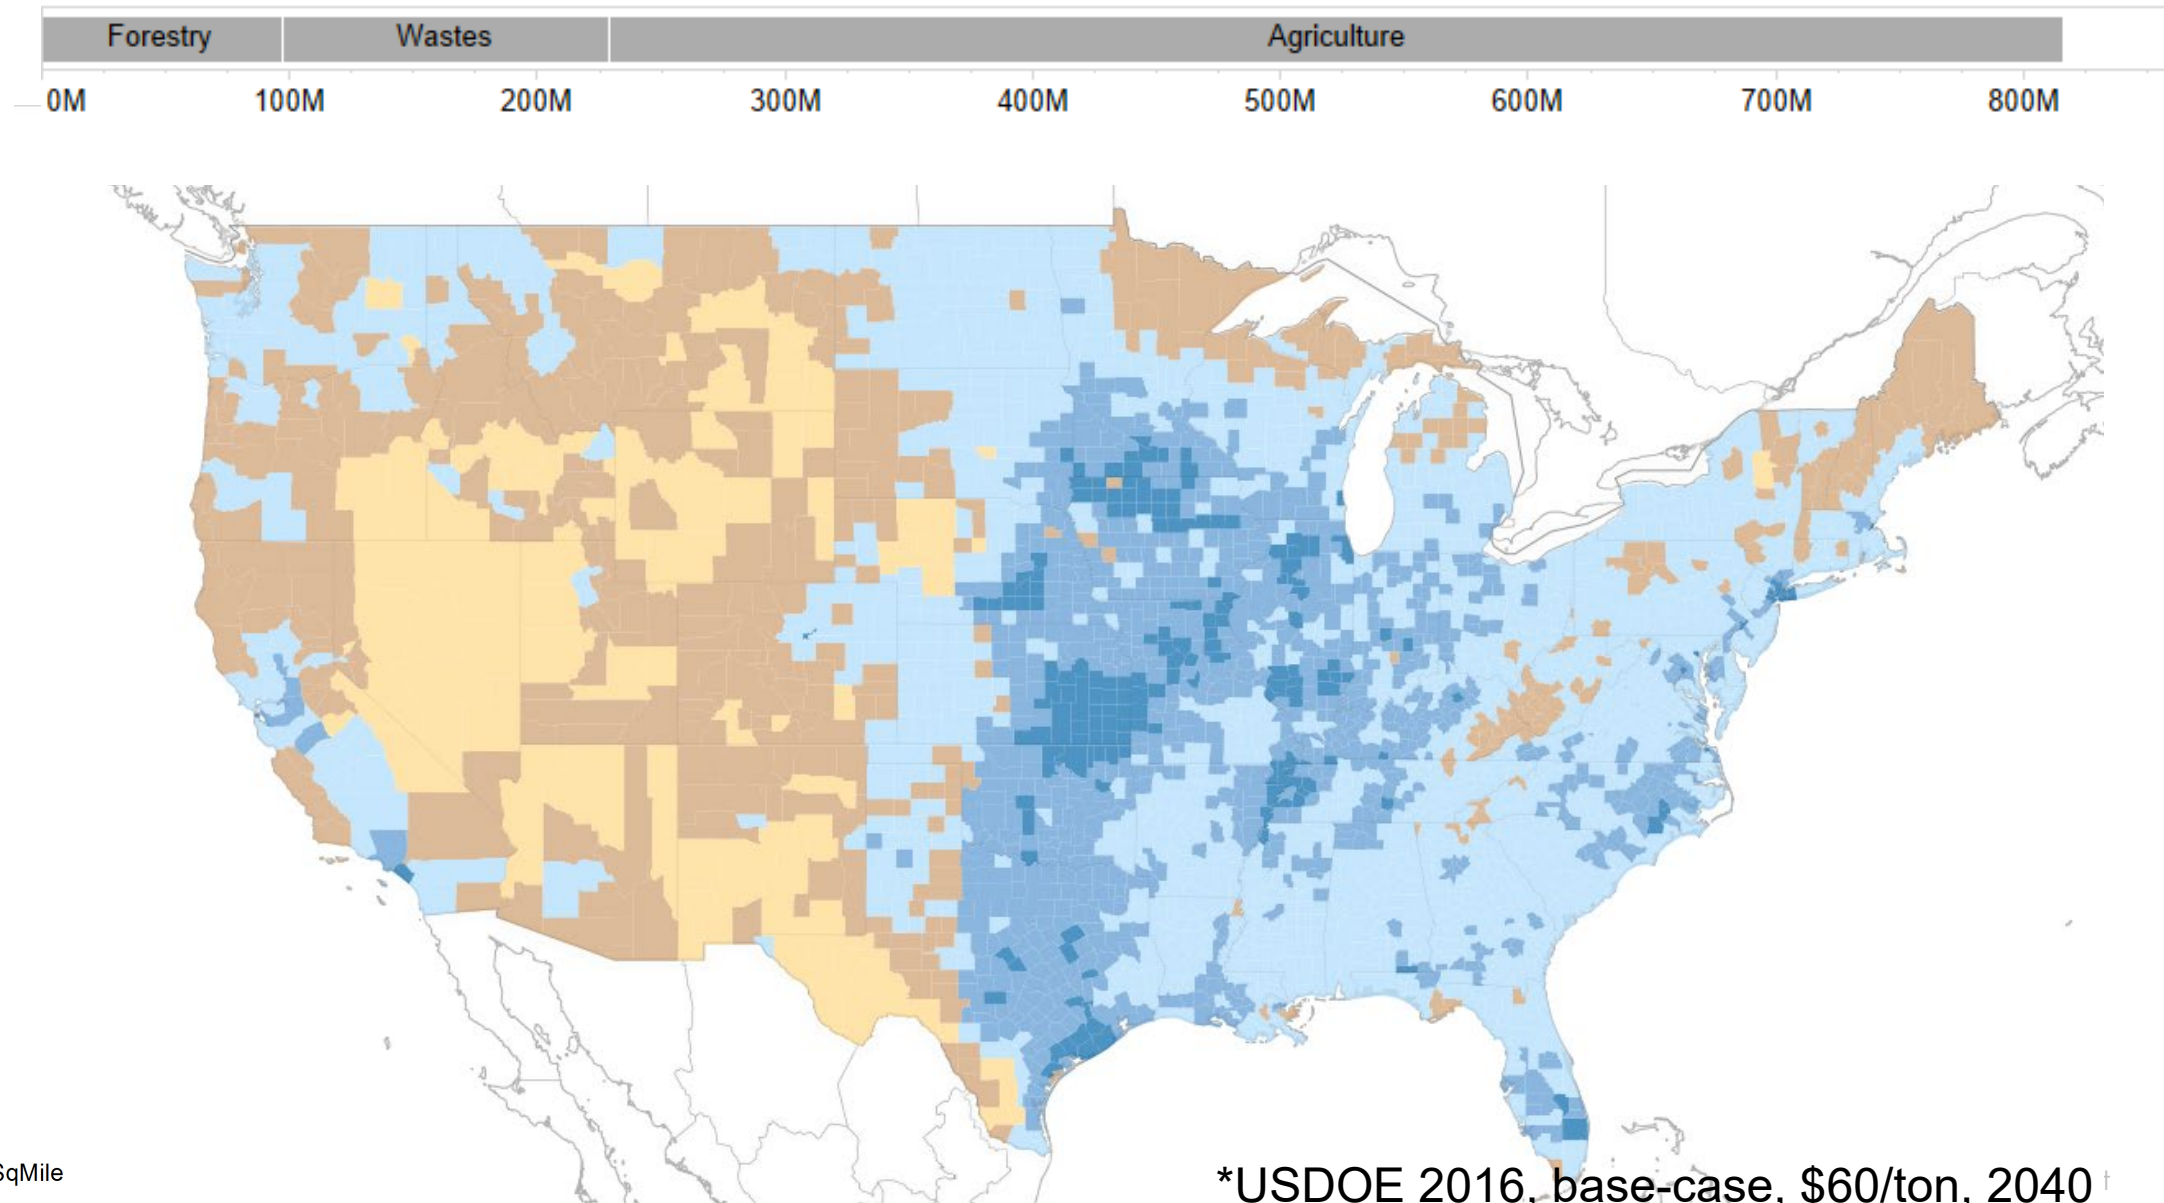 Forestry Wastes Agriculture
0M 100M 200M 300M 400M 500M 600M 700M 800M
SqMile
*USDOE 2016, base-case, $60/ton, 2040